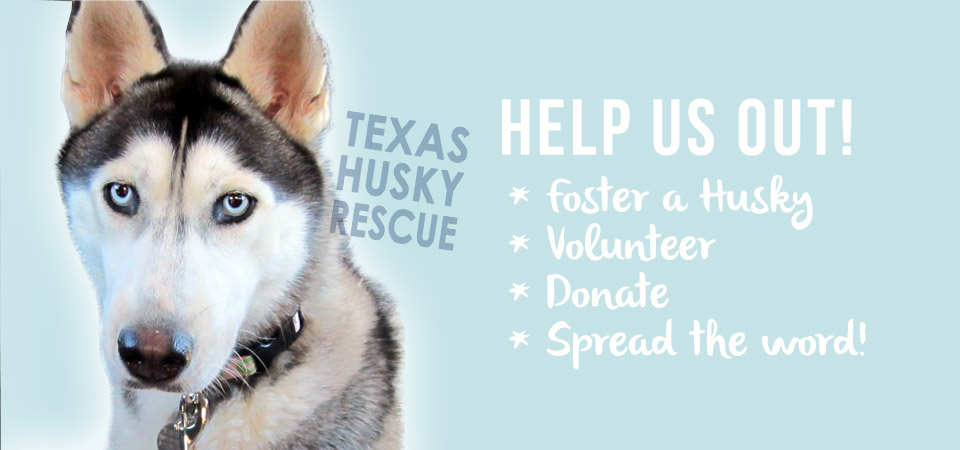 TEXAS
HUSKY
RESCUE
HELP US OUT!
* Foster a Husky
* Volunteer
* Donate
* Spread the word!